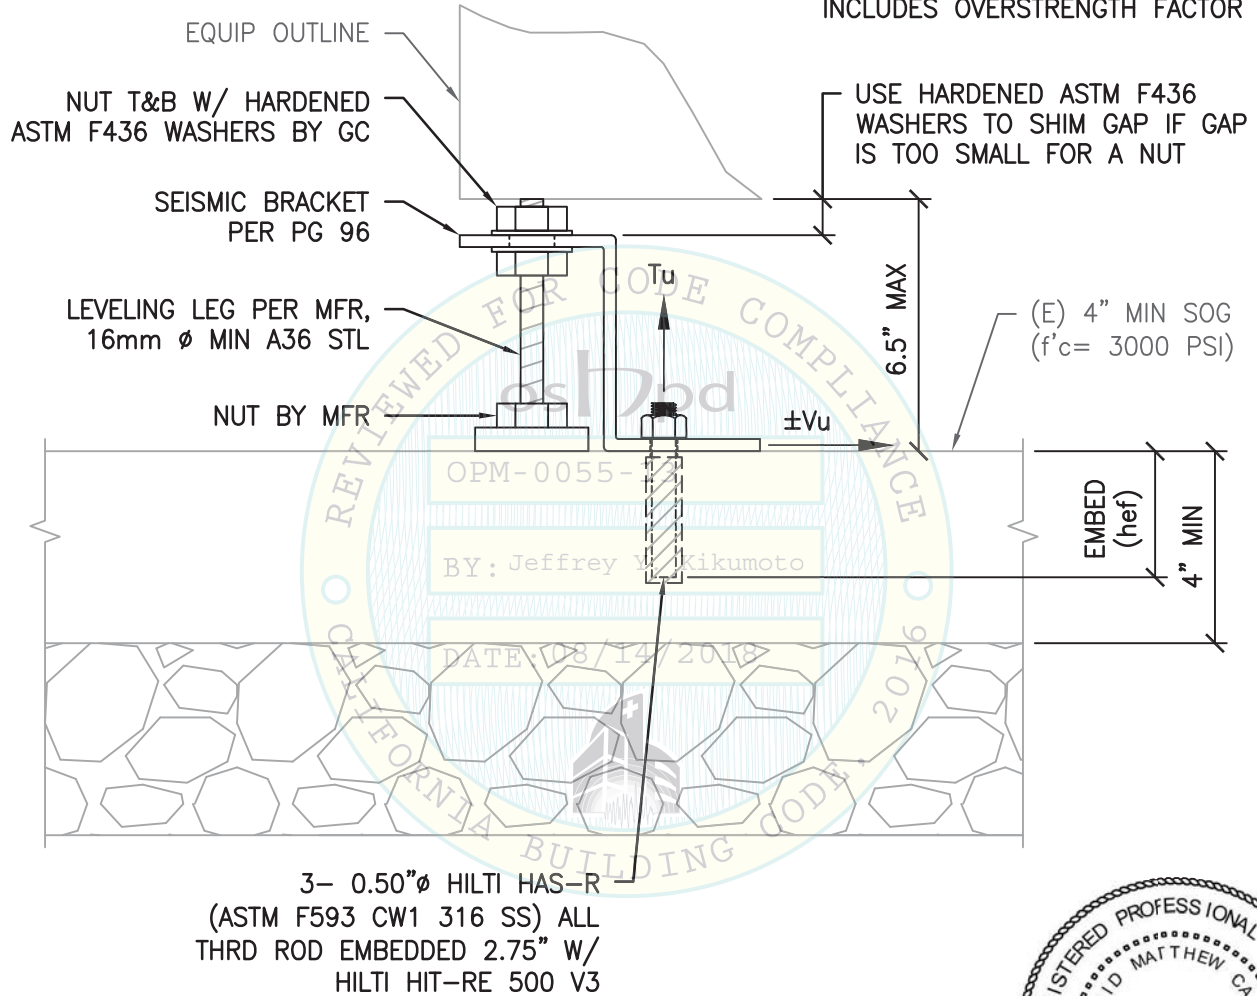 INCLUDES OVERSTRENGTH FACTOR
EQUIP OUTLINE
NUT T&B W/ HARDENED
ASTM F436 WASHERS BY GC
USE HARDENED ASTM F436
WASHERS TO SHIM GAP IF GAP
IS TOO SMALL FOR A NUT
SEISMIC BRACKET
PER PG 96
Tu
6.5" MAX
LEVELING LEG PER MFR,
16mm ø MIN A36 STL
(E) 4" MIN SOG
(f'c= 3000 PSI)
NUT BY MFR
±Vu
EMBED
(hef)
4" MIN
REVIEWED FOR CODE COMPLIANCE
oshpd
OPM-0055-13
BY: Jeffrey Y. Kikumoto
DATE: 08/14/2018
CALIFORNIA BUILDING CODE, 2016
3- 0.50"ø HILTI HAS-R
(ASTM F593 CW1 316 SS) ALL
THRD ROD EMBEDDED 2.75" W/
HILTI HIT-RE 500 V3
PROFESSIONAL
MATTHEW